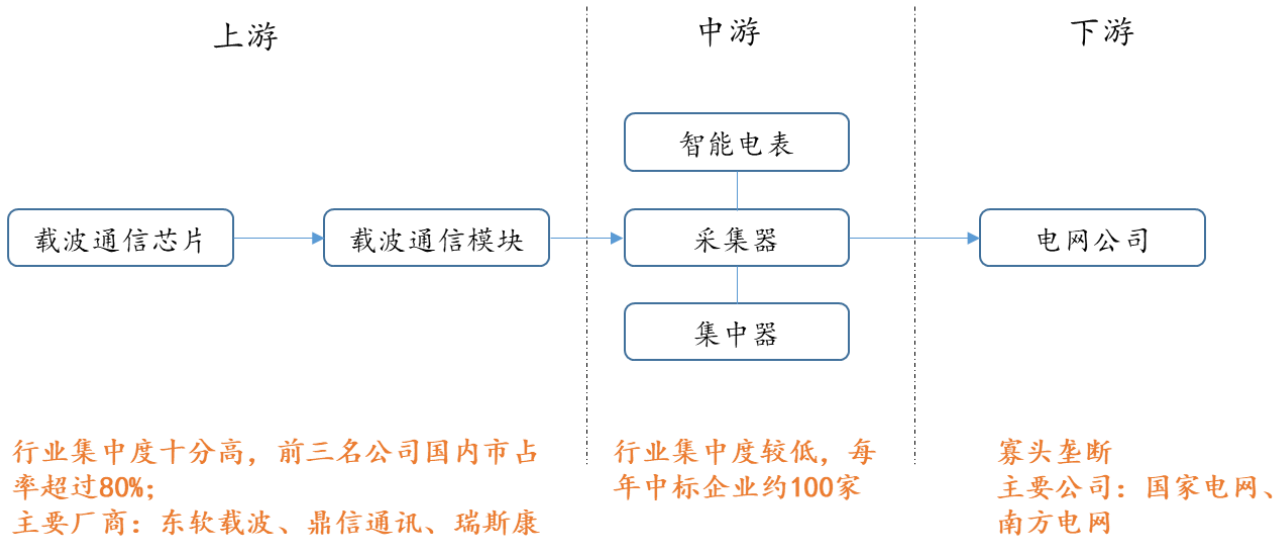 上游
中游
下游
智能电表
载波通信芯片
载波通信模块
采集器
电网公司
集中器
行业集中度十分高，前三名公司国内市占
率超过80%；
主要厂商：东软载波、鼎信通讯、瑞斯康
行业集中度较低，每
年中标企业约100家
寡头垄断
主要公司：国家电网、
南方电网